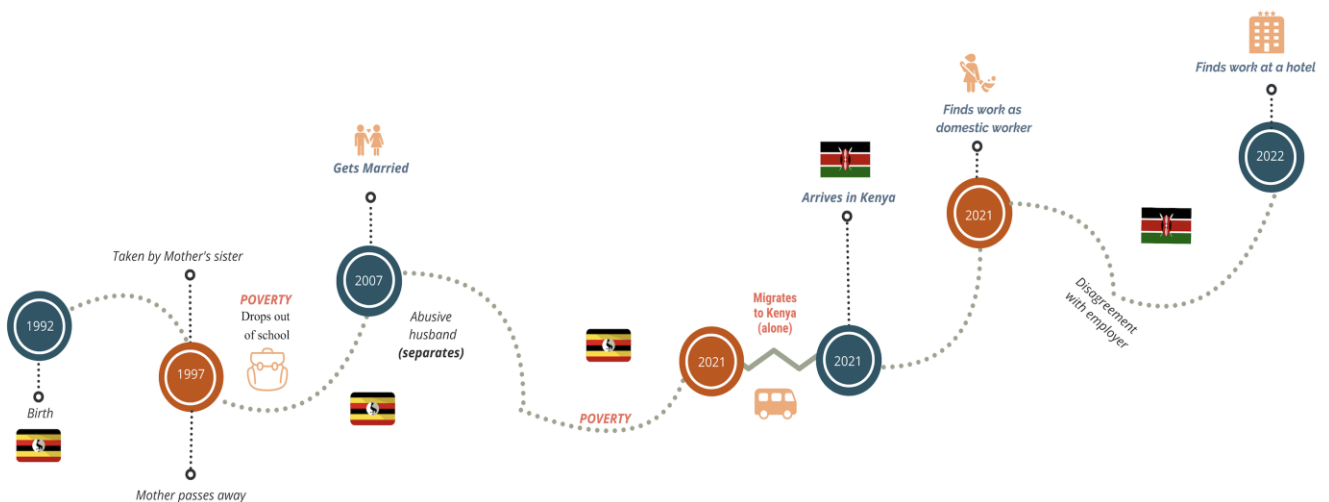 1992
Birth
Taken by Mother's sister
1997
Mother passes away
POVERTY
Drops out
of school
Gets Married
2007
Abusive
husband
(separates)
POVERTY
2021
Migrates
to Kenya
(alone)
Arrives in Kenya
2021
Finds work as
domestic worker
2021
Disagreement
with employer
Finds work at a hotel
2022